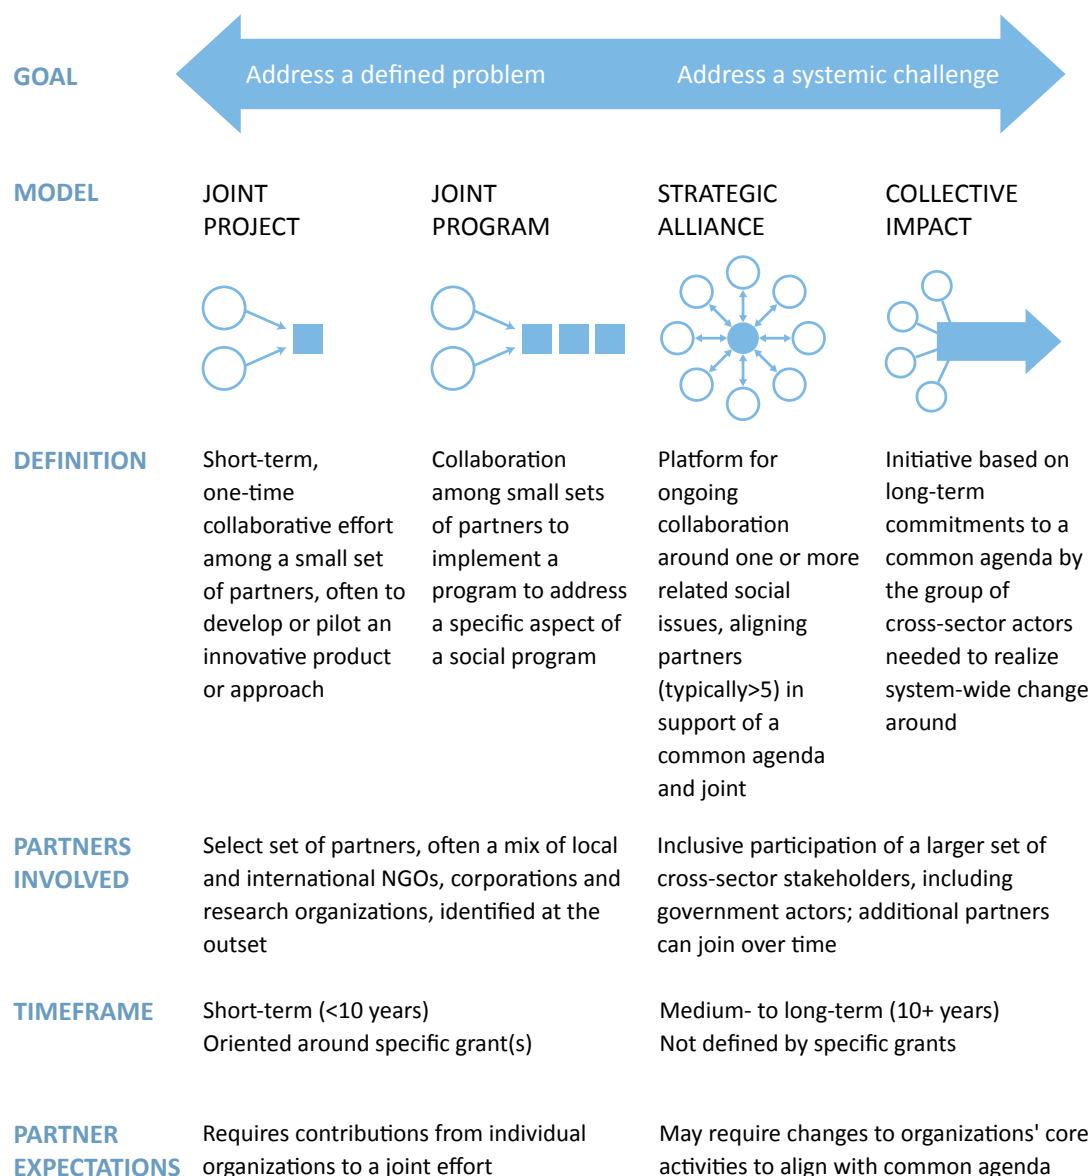 GOAL
Address a defined problem
Address a systemic challenge
MODEL
JOINT
PROJECT
JOINT
PROGRAM
STRATEGIC
ALLIANCE
COLLECTIVE
IMPACT
DEFINITION
Short-term,
one-time
collaborative effort
among a small set
of partners, often to
develop or pilot an
innovative product
or approach
Collaboration
among small sets
of partners to
implement a
program to address
a specific aspect of
a social program
Platform for
ongoing
collaboration
around one or more
related social
issues, aligning
partners
(typically>5) in
support of a
common agenda
and joint
Initiative based on
long-term
commitments to a
common agenda by
the group of
cross-sector actors
needed to realize
system-wide change
around
PARTNERS
INVOLVED
Select set of partners, often a mix of local
and international NGOs, corporations and
research organizations, identified at the
outset
Inclusive participation of a larger set of
cross-sector stakeholders, including
government actors; additional partners
can join over time
TIMEFRAME
Short-term (<10 years)
Oriented around specific grant(s)
Medium- to long-term (10+ years)
Not defined by specific grants
PARTNER
EXPECTATIONS
Requires contributions from individual
organizations to a joint effort
May require changes to organizations' core
activities to align with common agenda